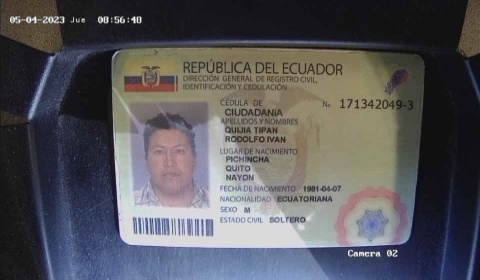 05-04-2023 Jue 08:56:48
REPÚBLICA DEL ECUADOR
DIRECCIÓN GENERAL DE REGISTRO CIVIL,
IDENTIFICACIÓN Y CEDULACIÓN
CÉDULA DE
CIUDADANÍA
No. 171342049-3
APELLIDOS Y NOMBRES
QUIJIA TIPAN
RODOLFO IVAN
LUGAR DE NACIMIENTO
PICHINCHA
QUITO
NAYON
FECHA DE NACIMIENTO 1981-04-07
NACIONALIDAD ECUATORIANA
SEXO M
ESTADO CIVIL SOLTERO
Camera 02